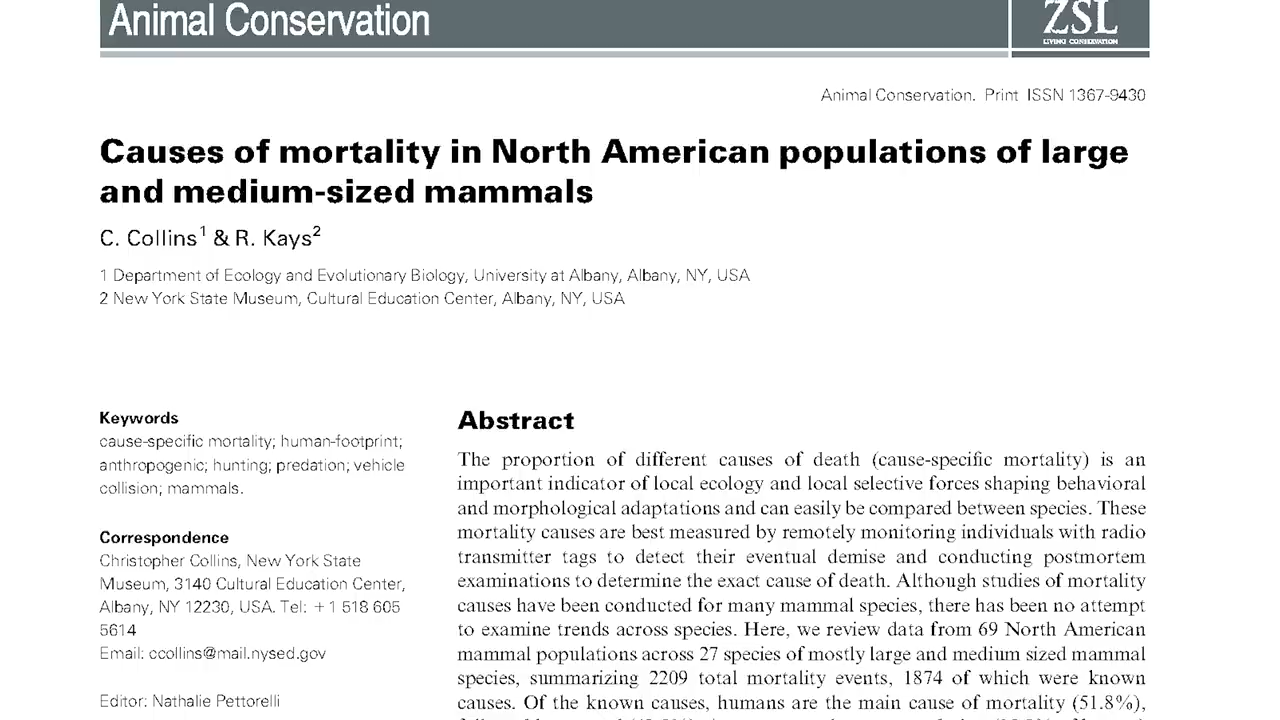 Animal Conservation
ZSL
LIVING CONSERVATION
Animal Conservation. Print ISSN 1367-9430
Causes of mortality in North American populations of large
and medium-sized mammals
C. Collins1 & R. Kays2
1 Department of Ecology and Evolutionary Biology, University at Albany, Albany, NY, USA
2 New York State Museum, Cultural Education Center, Albany, NY, USA
Keywords
cause-specific mortality; human-footprint;
anthropogenic; hunting; predation; vehicle
collision; mammals.
Correspondence
Christopher Collins, New York State
Museum, 3140 Cultural Education Center,
Albany, NY 12230, USA. Tel: +1 518 605
5614
Email: ccollins@mail.nysed.gov
Editor: Nathalie Pettorelli
Abstract
The proportion of different causes of death (cause-specific mortality) is an
important indicator of local ecology and local selective forces shaping behavioral
and morphological adaptations and can easily be compared between species. These
mortality causes are best measured by remotely monitoring individuals with radio
transmitter tags to detect their eventual demise and conducting postmortem
examinations to determine the exact cause of death. Although studies of mortality
causes have been conducted for many mammal species, there has been no attempt
to examine trends across species. Here, we review data from 69 North American
mammal populations across 27 species of mostly large and medium sized mammal
species, summarizing 2209 total mortality events, 1874 of which were known
causes. Of the known causes, humans are the main cause of mortality (51.8%),